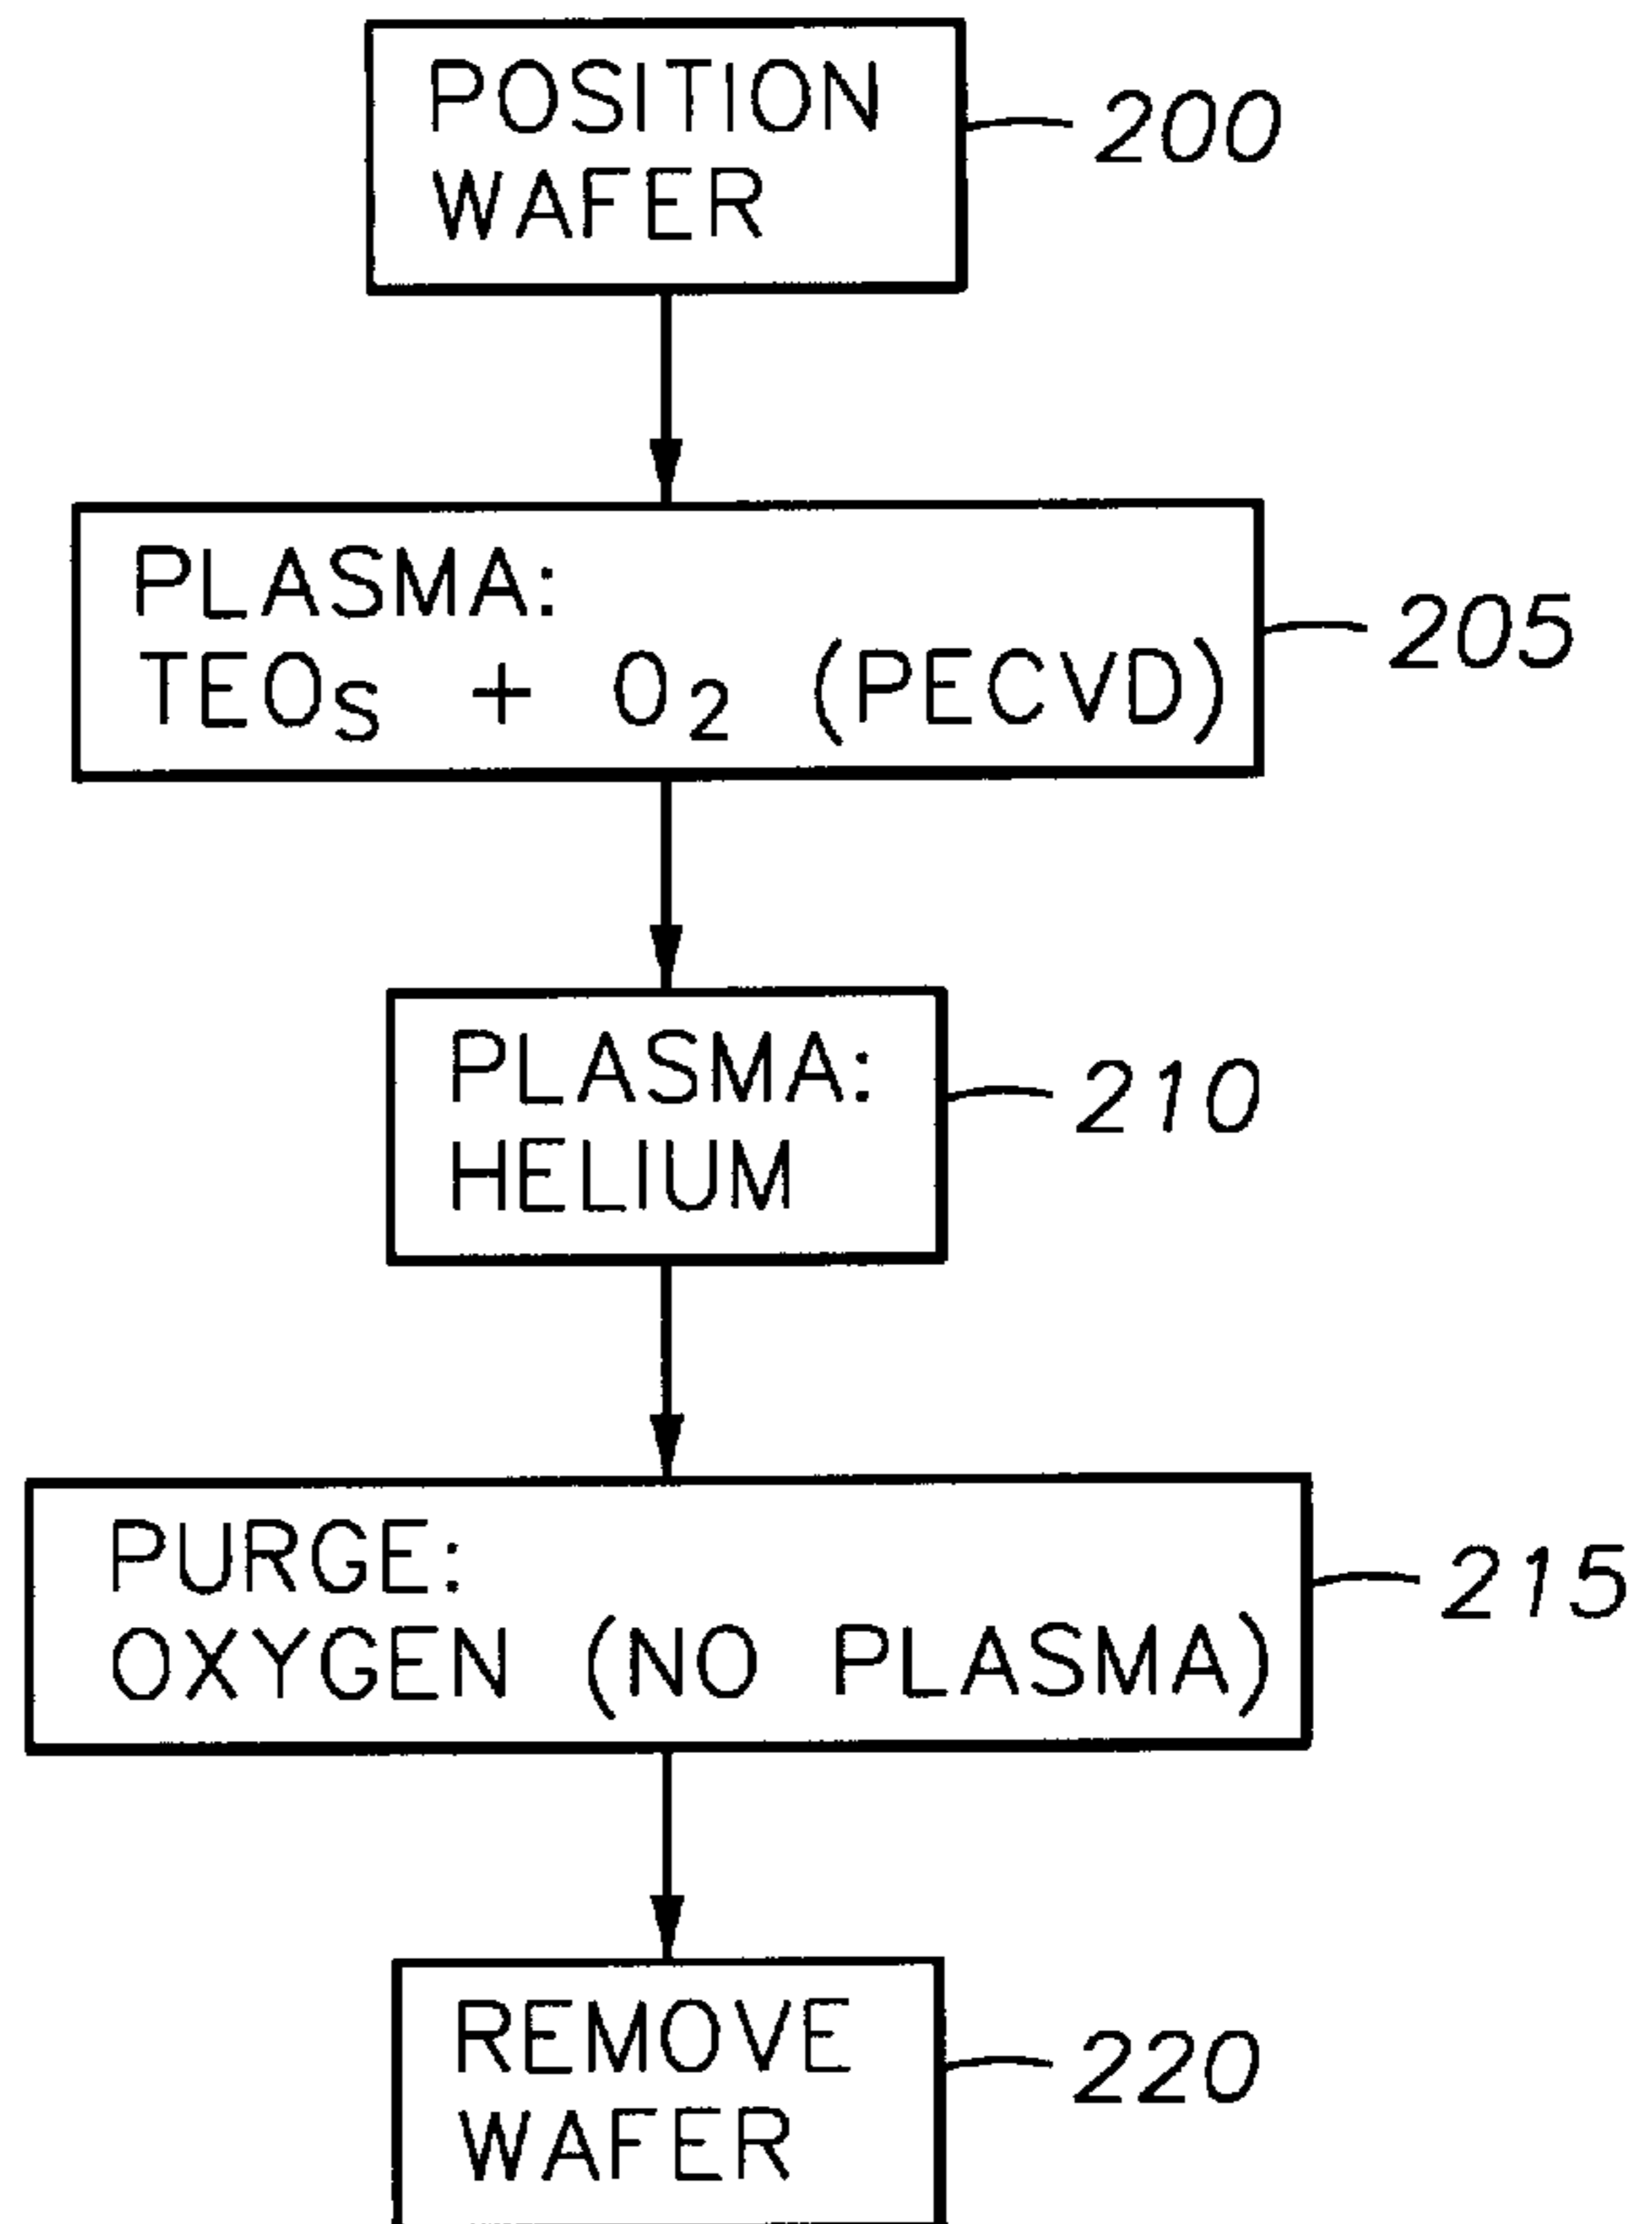 POSITION
WAFER
200
PLASMA:
TEOS + O2 (PECVD)
205
PLASMA:
HELIUM
210
PURGE:
OXYGEN (NO PLASMA)
215
REMOVE
WAFER
220